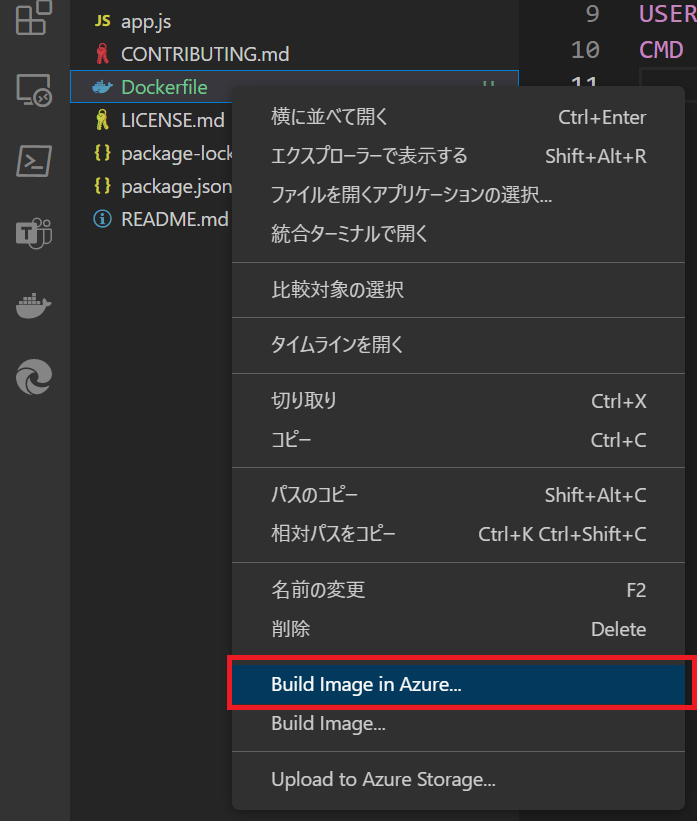 app.js
CONTRIBUTING.md
Dockerfile
LICENSE.md
package-lock
package.json
README.md
9 USER
10 CMD
11
横に並べて開く Ctrl+Enter
エクスプローラーで表示する Shift+Alt+R
ファイルを開くアプリケーションの選択...
統合ターミナルで開く
比較対象の選択
タイムラインを開く
切り取り Ctrl+X
コピー Ctrl+C
パスのコピー Shift+Alt+C
相対パスをコピー Ctrl+K Ctrl+Shift+C
名前の変更 F2
削除 Delete
Build Image in Azure...
Build Image...
Upload to Azure Storage...